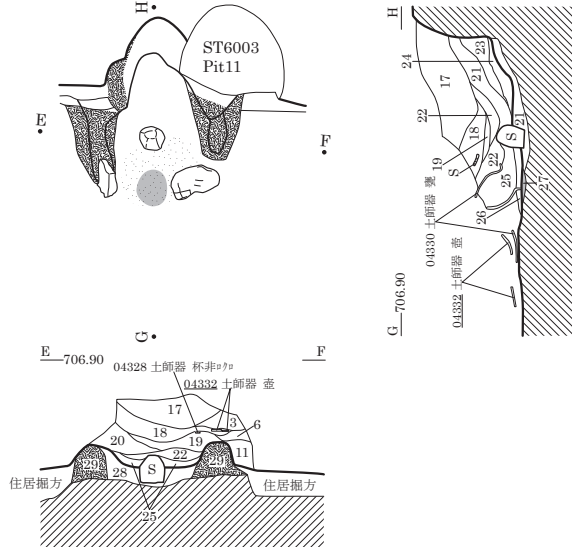 H
ST6003
Pit11
E
F
G
H
24
23
17
21
22
18
19
S
22
S
21
25
26
27
04330 土師器 甕
04332 土師器 壺
G 706.90
E 706.90
F
04328 土師器 杯非ロクロ
04332 土師器 壺
17
3
18
6
20
19
22
11
29
28
S
29
25
住居掘方
住居掘方